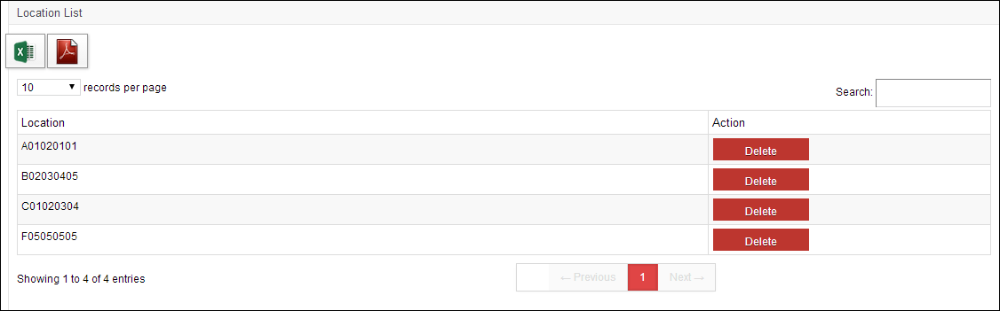 Location List
10 records per page
Search:
Location Action
A01020101 Delete
B02030405 Delete
C01020304 Delete
F05050505 Delete
Showing 1 to 4 of 4 entries
← Previous 1 Next →